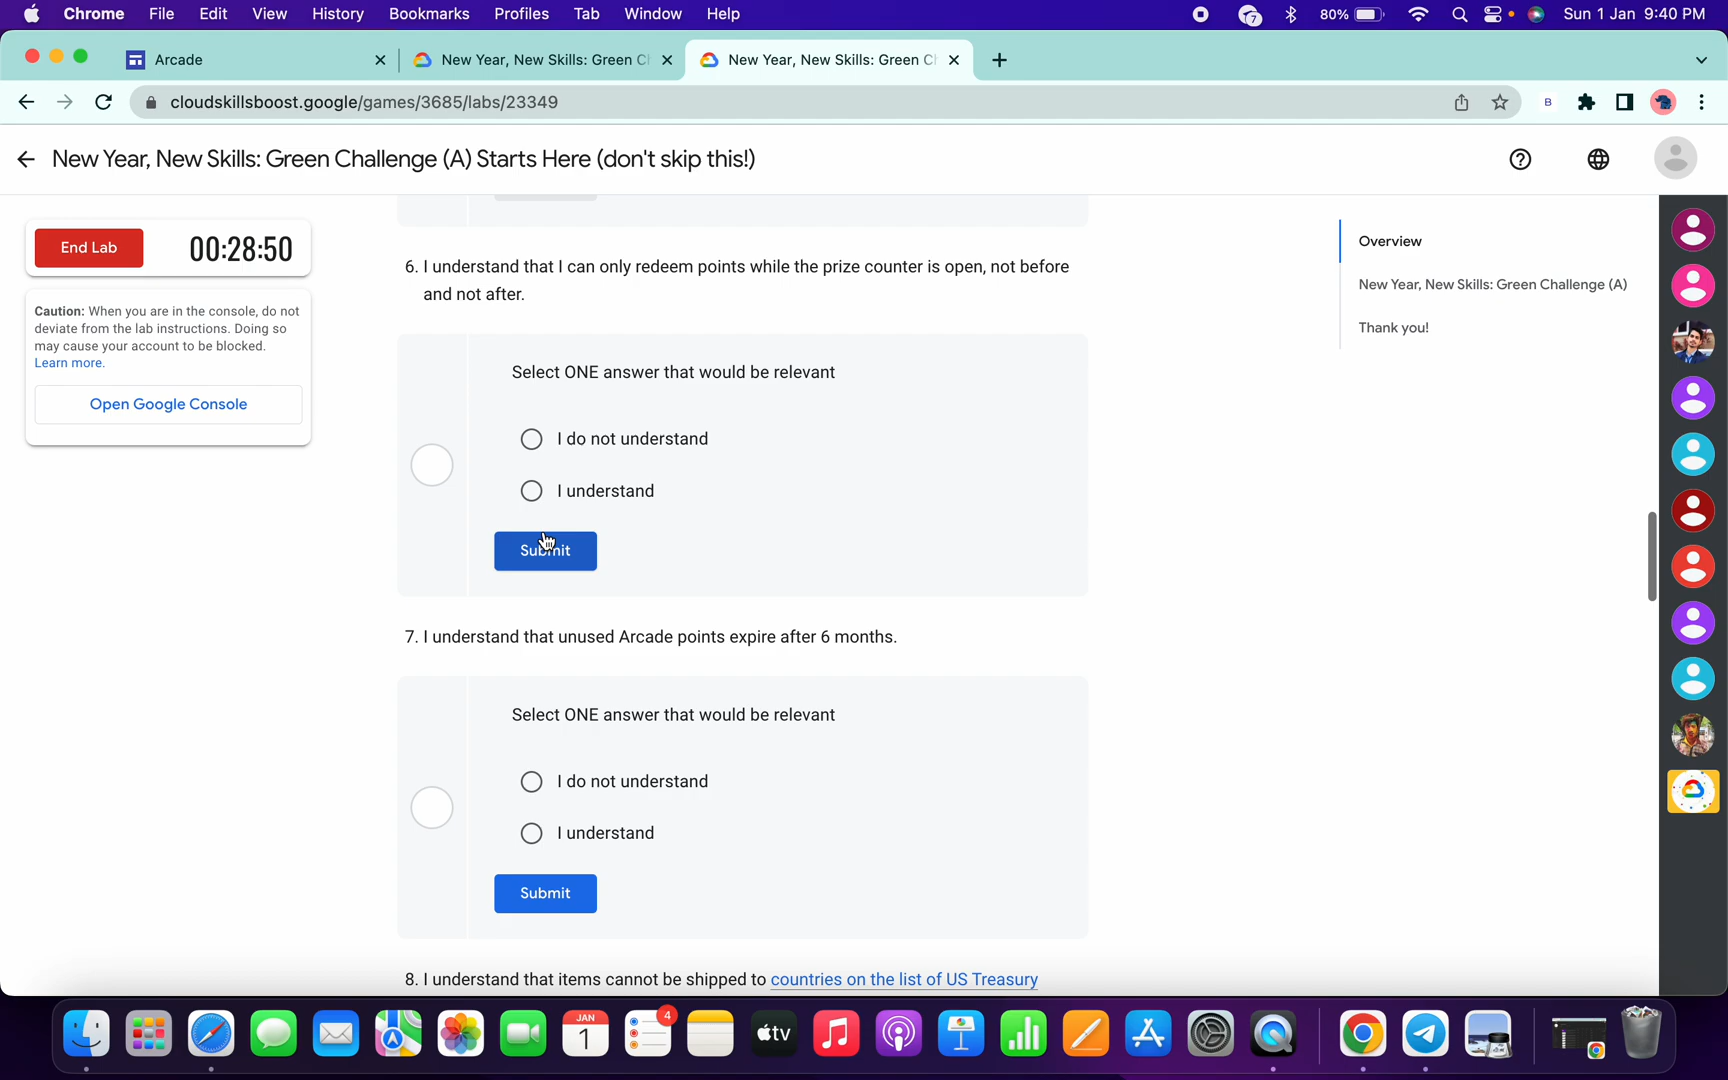 Chrome File Edit View History Bookmarks Profiles Tab Window Help 7 80% Sun 1 Jan 9:40 PM
Arcade New Year, New Skills: Green C New Year, New Skills: Green C
cloudskillsboost.google/games/3685/labs/23349 B
New Year, New Skills: Green Challenge (A) Starts Here (don't skip this!)
End Lab 00:28:50
Caution: When you are in the console, do not
deviate from the lab instructions. Doing so
may cause your account to be blocked.
Learn more.
Open Google Console
6. I understand that I can only redeem points while the prize counter is open, not before
and not after.
Select ONE answer that would be relevant
I do not understand
I understand
Submit
7. I understand that unused Arcade points expire after 6 months.
Select ONE answer that would be relevant
I do not understand
I understand
Submit
8. I understand that items cannot be shipped to countries on the list of US Treasury
Overview
New Year, New Skills: Green Challenge (A)
Thank you!
JAN
1
4
tv